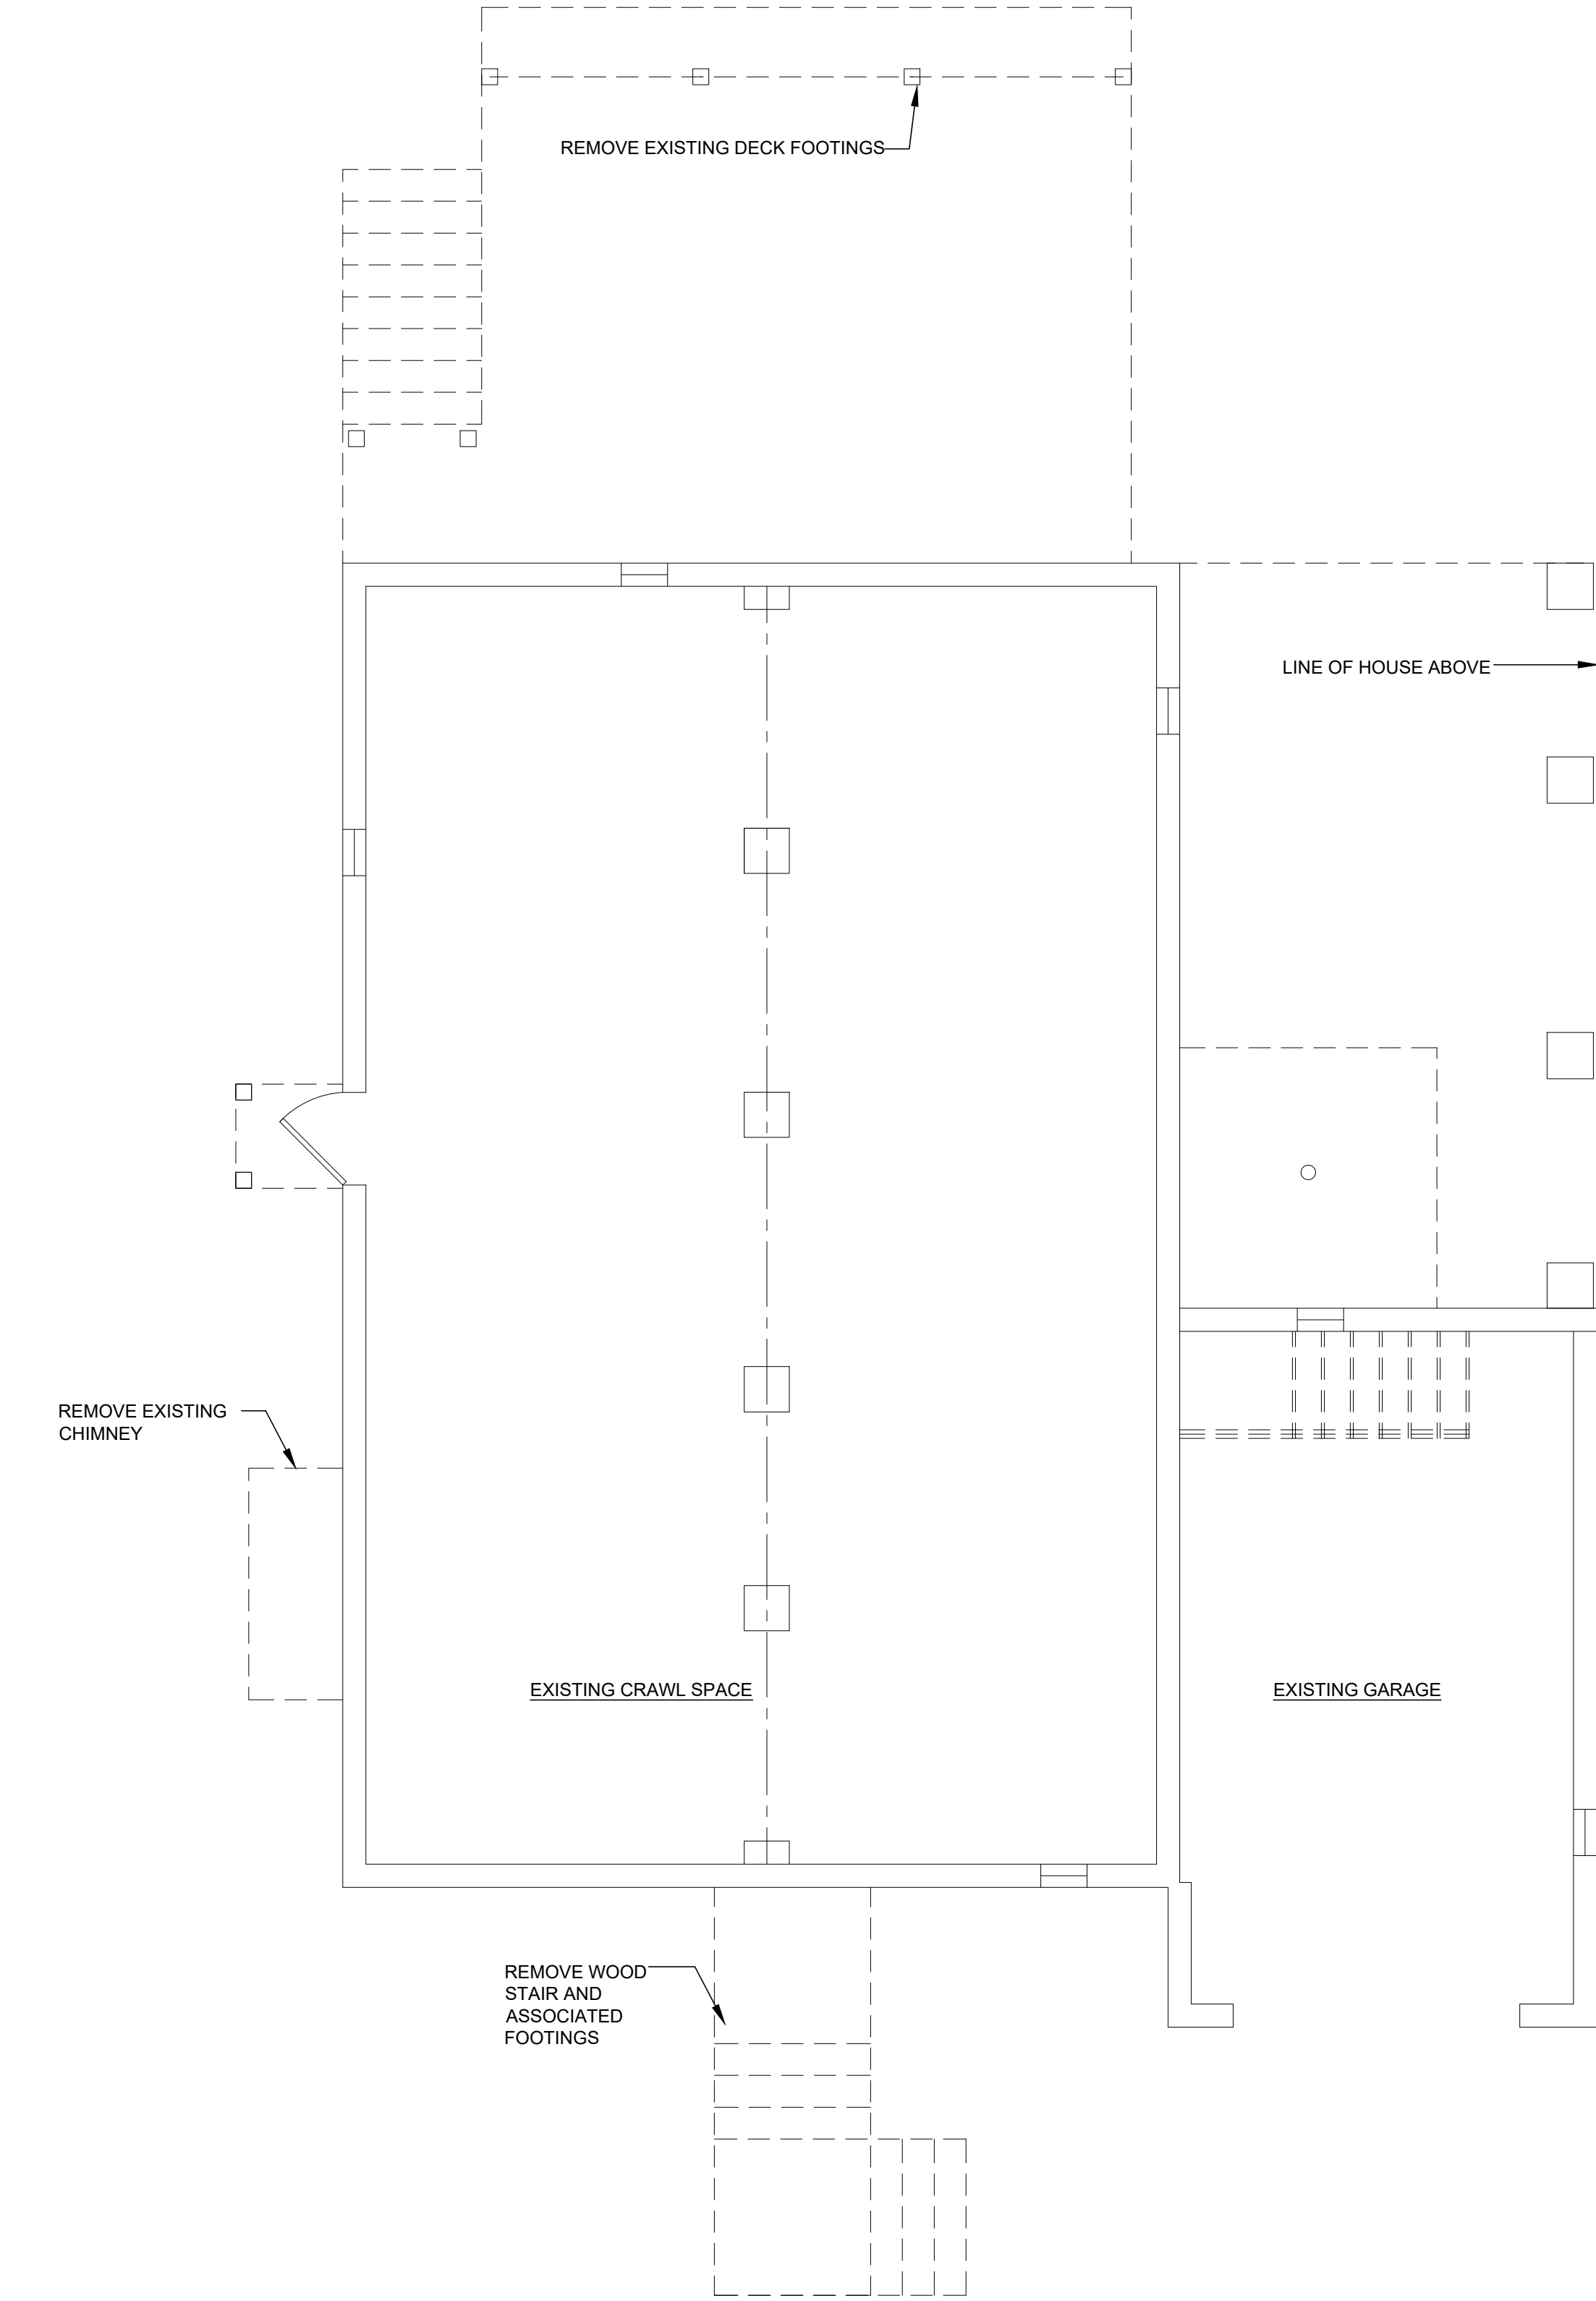 REMOVE EXISTING DECK FOOTINGS
LINE OF HOUSE ABOVE
REMOVE EXISTING
CHIMNEY
EXISTING CRAWL SPACE
EXISTING GARAGE
REMOVE WOOD
STAIR AND
ASSOCIATED
FOOTINGS